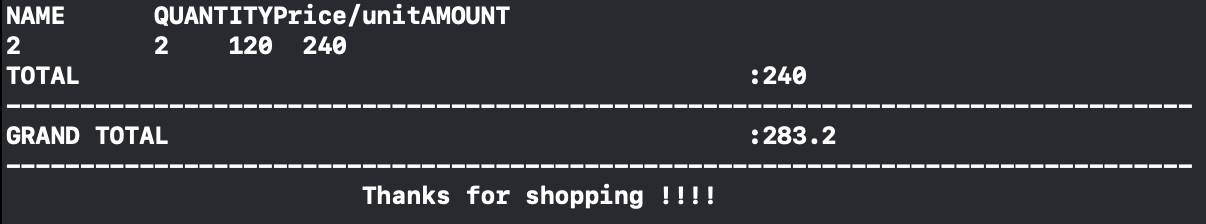 NAME QUANTITYPrice/unitAMOUNT
2 2 120 240
TOTAL :240
--------------------------------------------------------------------------------
GRAND TOTAL :283.2
--------------------------------------------------------------------------------
Thanks for shopping !!!!